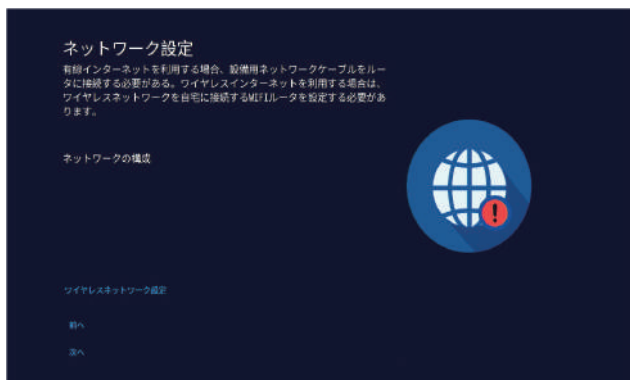 ネットワーク設定
有線インターネットを利用する場合、設備用ネットワークケーブルをルー
タに接続する必要がある。ワイヤレスインターネットを利用する場合は、
ワイヤレスネットワークを自宅に接続するWIFIルータを設定する必要があ
ります。
ネットワークの構成
ワイヤレスネットワーク設定
前へ
次へ